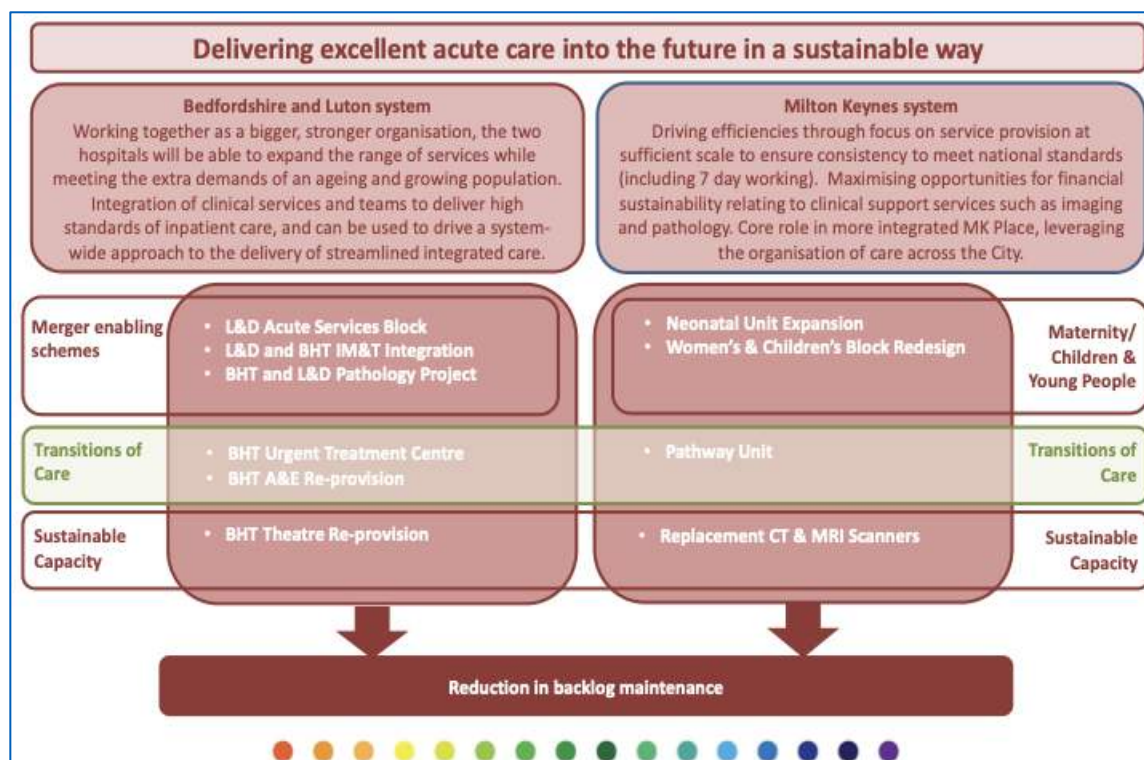 Delivering excellent acute care into the future in a sustainable way
Bedfordshire and Luton system
Working together as a bigger, stronger organisation, the two
hospitals will be able to expand the range of services while
meeting the extra demands of an ageing and growing population.
Integration of clinical services and teams to deliver high
standards of inpatient care, and can be used to drive a system-
wide approach to the delivery of streamlined integrated care.
Milton Keynes system
Driving efficiencies through focus on service provision at
sufficient scale to ensure consistency to meet national standards
(including 7 day working).  Maximising opportunities for financial
sustainability relating to clinical support services such as imaging
and pathology. Core role in more integrated MK Place, leveraging
the organisation of care across the City.
Merger enabling
schemes
• L&D Acute Services Block
• L&D and BHT IM&T Integration
• BHT and L&D Pathology Project
• Neonatal Unit Expansion
• Women's & Children's Block Redesign
Maternity/
Children &
Young People
Transitions of
Care
• BHT Urgent Treatment Centre
• BHT A&E Re-provision
• Pathway Unit
Transitions of
Care
Sustainable
Capacity
• BHT Theatre Re-provision
• Replacement CT & MRI Scanners
Sustainable
Capacity
Reduction in backlog maintenance